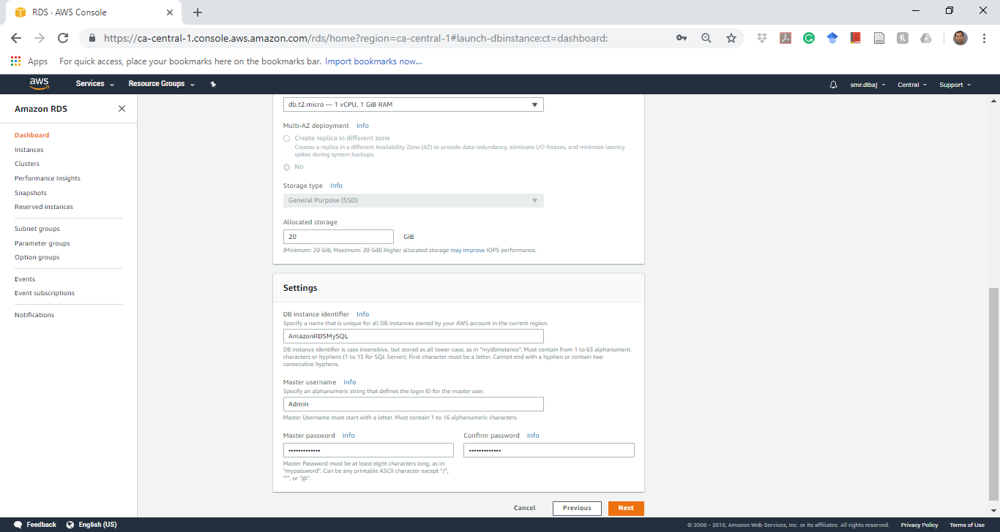 RDS · AWS Console
https://ca-central-1.console.aws.amazon.com/rds/home?region=ca-central-1#launch-dbinstance:ct=dashboard:
Apps For quick access, place your bookmarks here on the bookmarks bar. Import bookmarks now...
aws Services Resource Groups smr.dibaj Central Support
Amazon RDS
Dashboard
Instances
Clusters
Performance Insights
Snapshots
Reserved instances
Subnet groups
Parameter groups
Option groups
Events
Event subscriptions
Notifications
db.t2.micro — 1 vCPU, 1 GiB RAM
Multi-AZ deployment Info
Create replica in different zone
Creates a replica in a different Availability Zone (AZ) to provide data redundancy, eliminate I/O freezes, and minimize latency
spikes during system backups.
No
Storage type Info
General Purpose (SSD)
Allocated storage
20 GiB
(Minimum: 20 GiB, Maximum: 20 GiB) Higher allocated storage may improve IOPS performance.
Settings
DB instance identifier Info
Specify a name that is unique for all DB instances owned by your AWS account in the current region.
AmazonRDSMySQL
DB instance identifier is case insensitive, but stored as all lower-case, as in "mydbinstance". Must contain from 1 to 63 alphanumeric
characters or hyphens (1 to 15 for SQL Server). First character must be a letter. Cannot end with a hyphen or contain two
consecutive hyphens.
Master username Info
Specify an alphanumeric string that defines the login ID for the master user.
Admin
Master Username must start with a letter. Must contain 1 to 16 alphanumeric characters.
Master password Info Confirm password Info
••••••••••••• •••••••••••••
Master Password must be at least eight characters long, as in
"mypassword". Can be any printable ASCII character except "/",
""", or "@".
Cancel Previous Next
Feedback English (US) © 2008 - 2018, Amazon Web Services, Inc. or its affiliates. All rights reserved. Privacy Policy Terms of Use